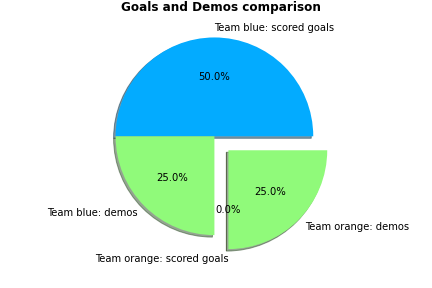 Goals and Demos comparison
Team blue: scored goals
50.0%
25.0%
25.0%
0.0%
Team blue: demos
Team orange: demos
Team orange: scored goals